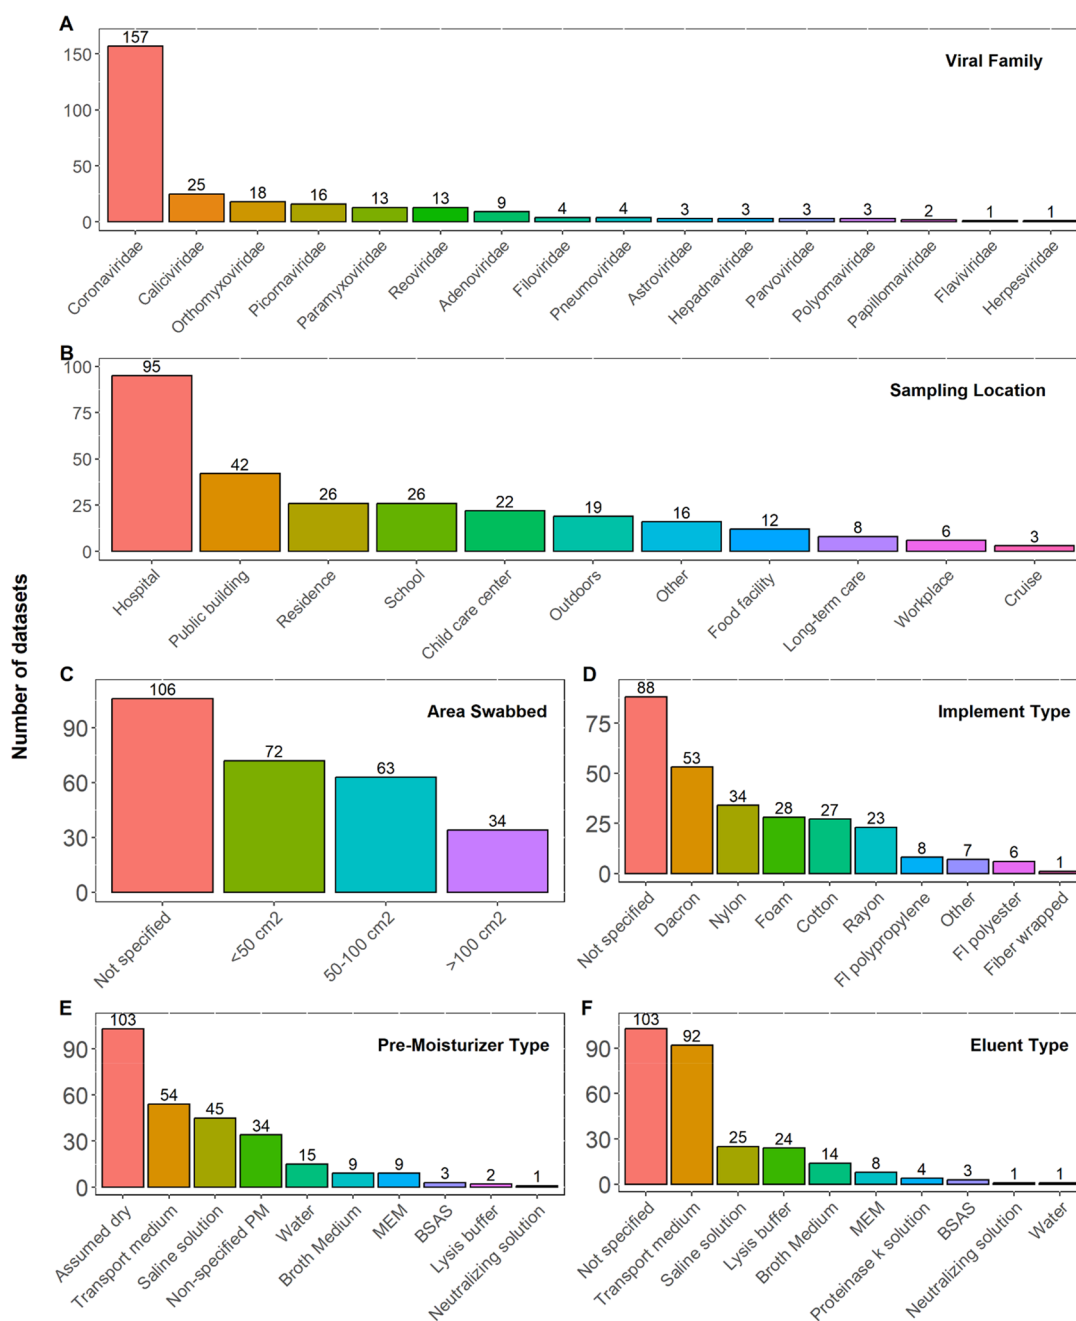 A
Viral Family
150
100
50
0
157
25
18
16
13
13
9
4
4
3
3
3
3
2
1
1
Coronaviridae
Caliciviridae
Orthomyxoviridae
Picornaviridae
Paramyxoviridae
Reoviridae
Adenoviridae
Filoviridae
Pneumoviridae
Astroviridae
Hepadnaviridae
Parvoviridae
Polyomaviridae
Papillomaviridae
Flaviviridae
Herpesviridae
Number of datasets
B
Sampling Location
100
75
50
25
0
95
42
26
26
22
19
16
12
8
6
3
Hospital
Public building
Residence
School
Child care center
Outdoors
Other
Food facility
Long-term care
Workplace
Cruise
C
Area Swabbed
90
60
30
0
106
72
63
34
Not specified
<50 cm2
50-100 cm2
>100 cm2
D
Implement Type
75
50
25
0
88
53
34
28
27
23
8
7
6
1
Not specified
Dacron
Nylon
Foam
Cotton
Rayon
Fl polypropylene
Other
Fl polyester
Fiber wrapped
E
Pre-Moisturizer Type
90
60
30
0
103
54
45
34
15
9
9
3
2
1
Assumed dry
Transport medium
Saline solution
Non-specified PM
Water
Broth Medium
MEM
BSAS
Lysis buffer
Neutralizing solution
F
Eluent Type
90
60
30
0
103
92
25
24
14
8
4
3
1
1
Not specified
Transport medium
Saline solution
Lysis buffer
Broth Medium
MEM
Proteinase k solution
BSAS
Neutralizing solution
Water